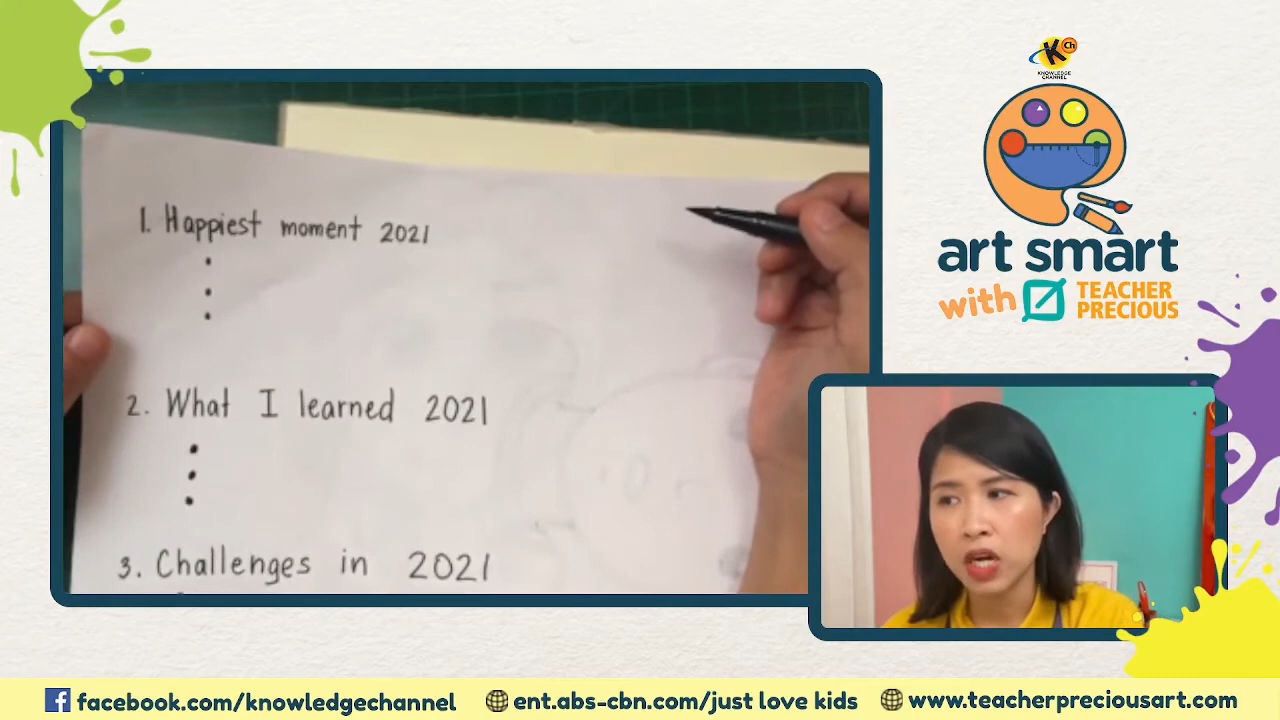 1. Happiest moment 2021
2. What I learned 2021
3. Challenges in 2021
K Ch
KNOWLEDGE
CHANNEL
art smart
with TEACHER
PRECIOUS
facebook.com/knowledgechannel
ent.abs-cbn.com/just love kids
www.teacherpreciousart.com